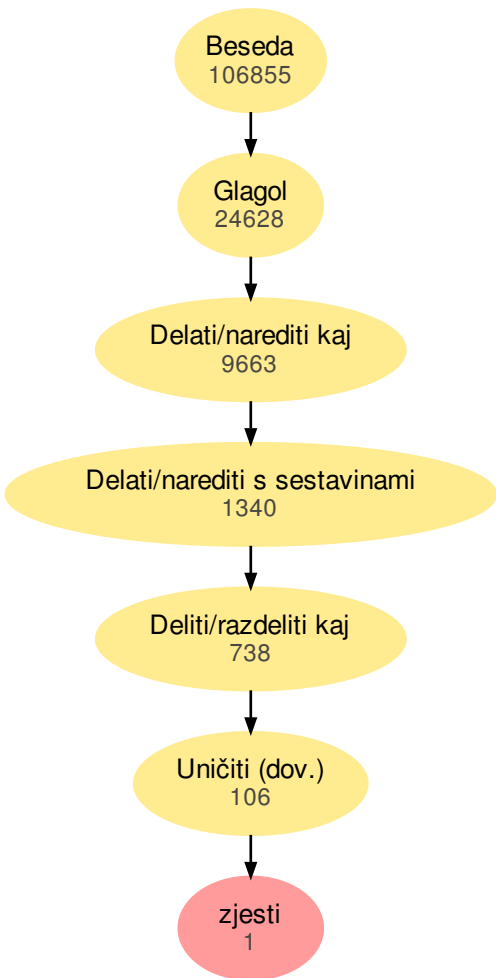 Beseda
106855
Glagol
24628
Delati/narediti kaj
9663
Delati/narediti s sestavinami
1340
Deliti/razdeliti kaj
738
Uničiti (dov.)
106
zjesti
1